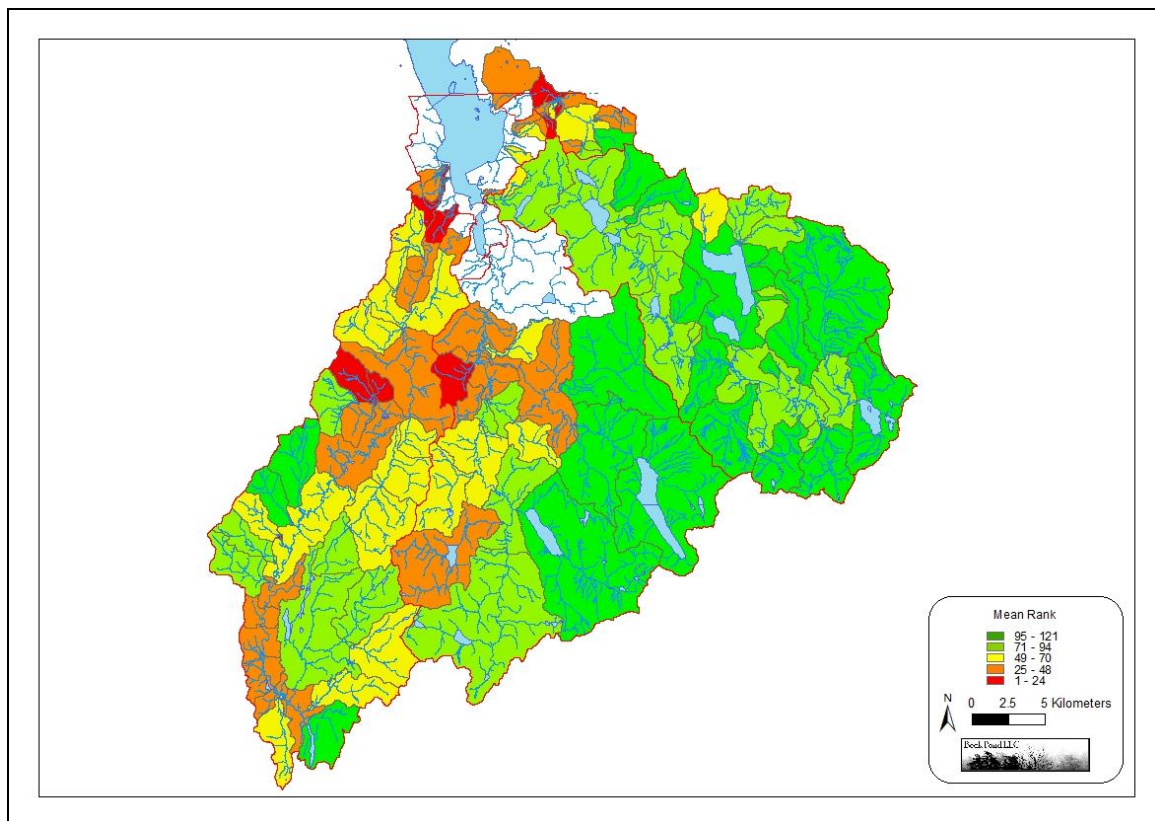 Mean Rank
95 - 121
71 - 94
49 - 70
25 - 48
1 - 24
N
0 2.5 5 Kilometers
Beck Pond LLC